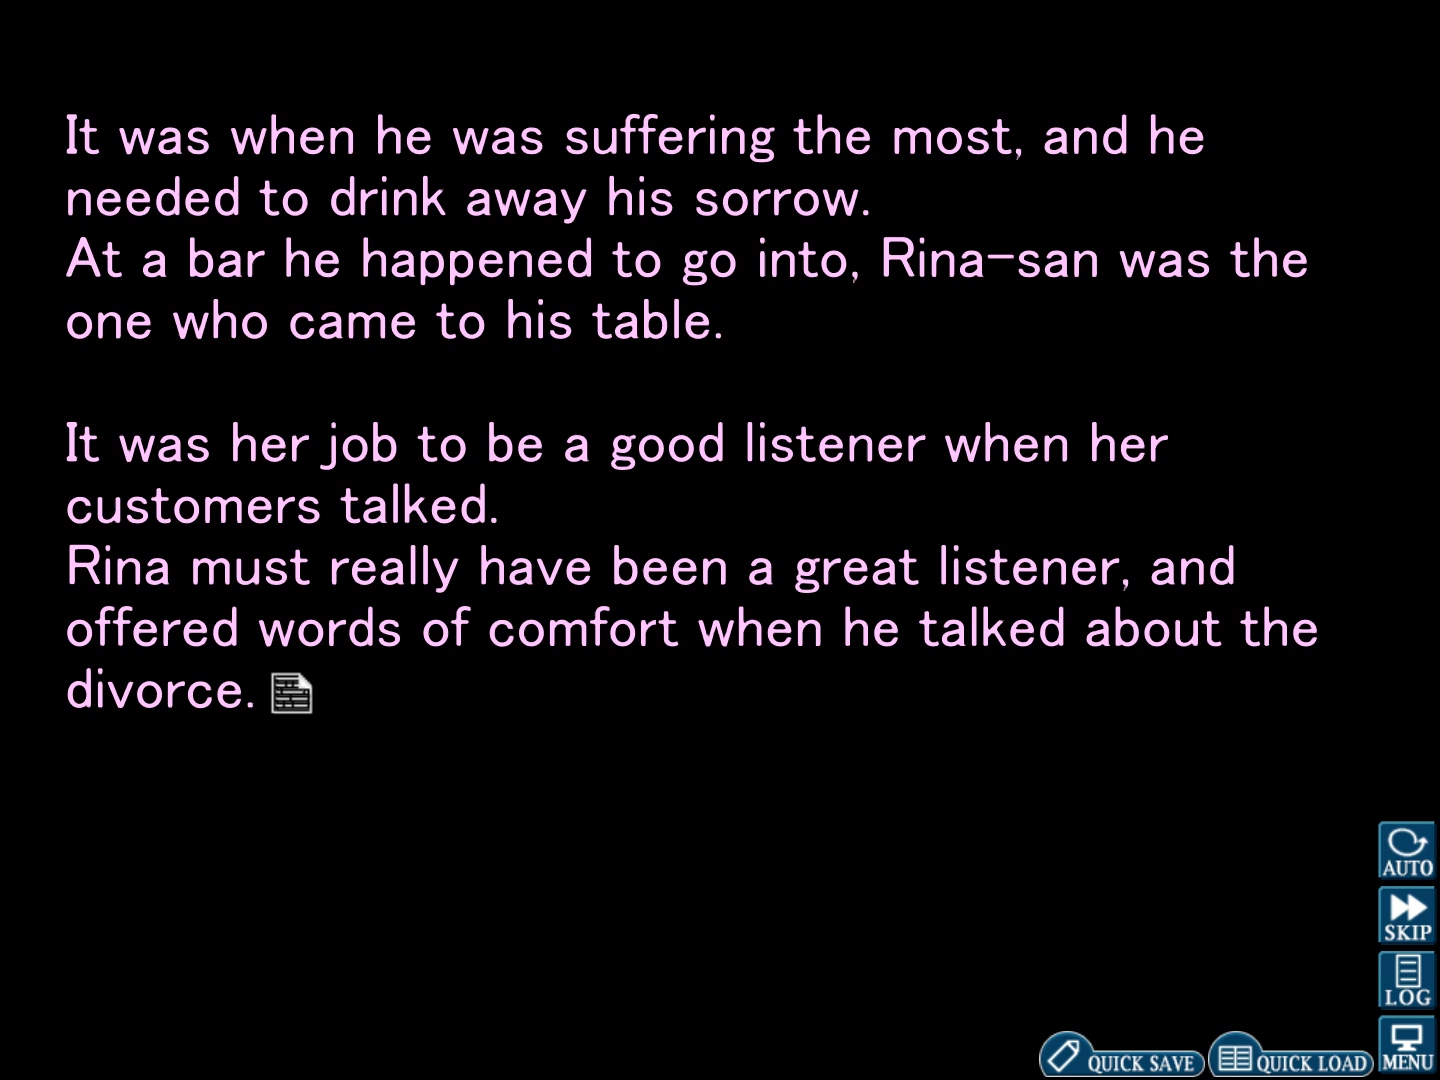 It was when he was suffering the most, and he
needed to drink away his sorrow.
At a bar he happened to go into, Rina-san was the
one who came to his table.
It was her job to be a good listener when her
customers talked.
Rina must really have been a great listener, and
offered words of comfort when he talked about the
divorce.
AUTO
SKIP
LOG
QUICK SAVE
QUICK LOAD
MENU